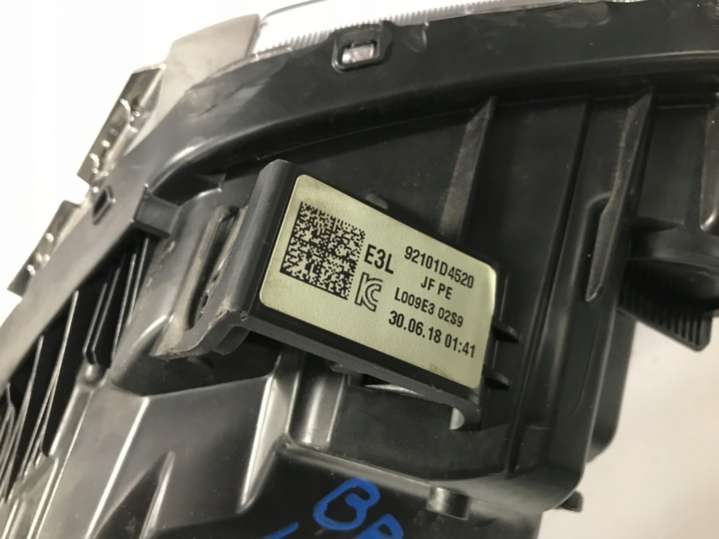 E3L
92101D4520
JF PE
L009E3 02S9
30.06.18 01:41